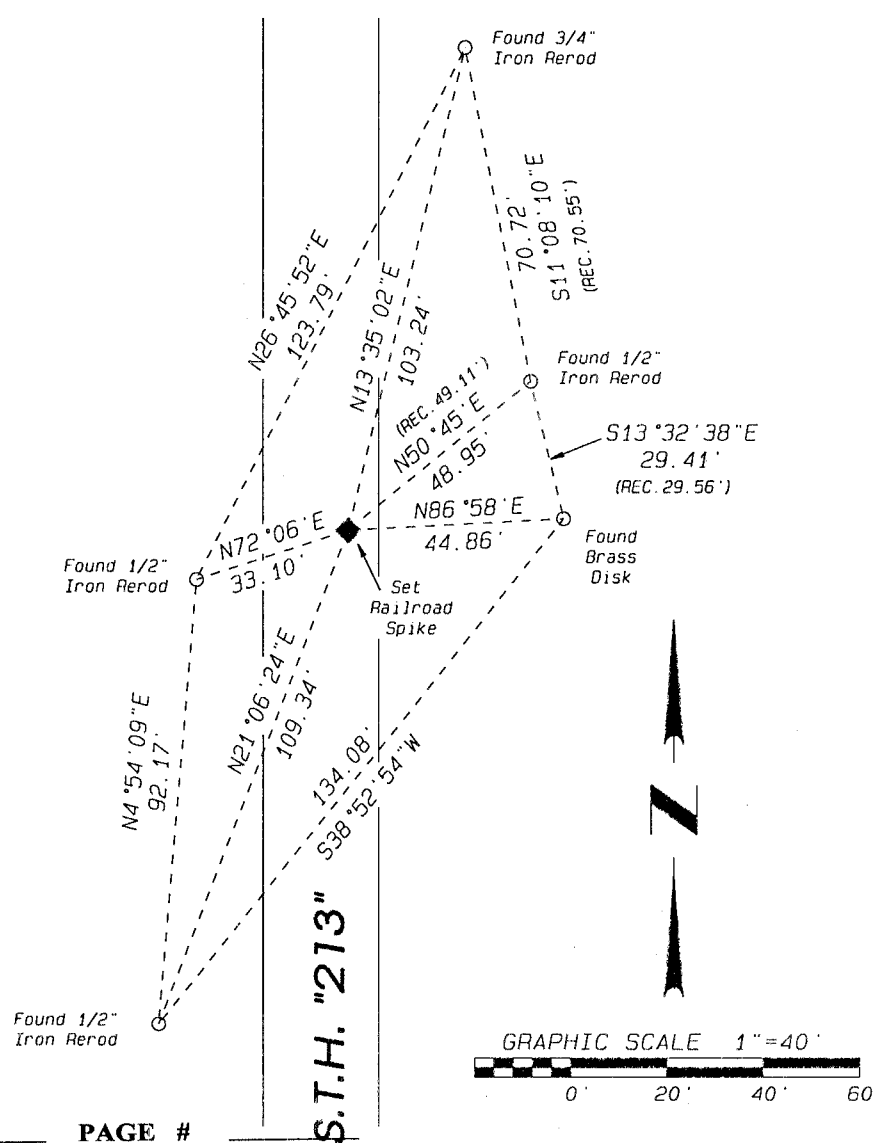 Found 3/4"
Iron Rerod
N26°45'52"E
123.79'
N13°35'02"E
103.24'
70.72'
S11°08'10"E
(REC.70.55')
Found 1/2"
Iron Rerod
(REC.49.11')
N50°45'E
48.95'
S13°32'38"E
29.41'
(REC.29.56')
N86°58'E
44.86'
Found
Brass
Disk
N72°06'E
33.10'
Found 1/2"
Iron Rerod
Set
Railroad
Spike
N4°54'09"E
92.17'
N21°06'24"E
109.34'
134.08'
S38°52'54"W
S.T.H. "213"
N
Found 1/2"
Iron Rerod
GRAPHIC SCALE 1"=40'
0' 20' 40' 60
PAGE #